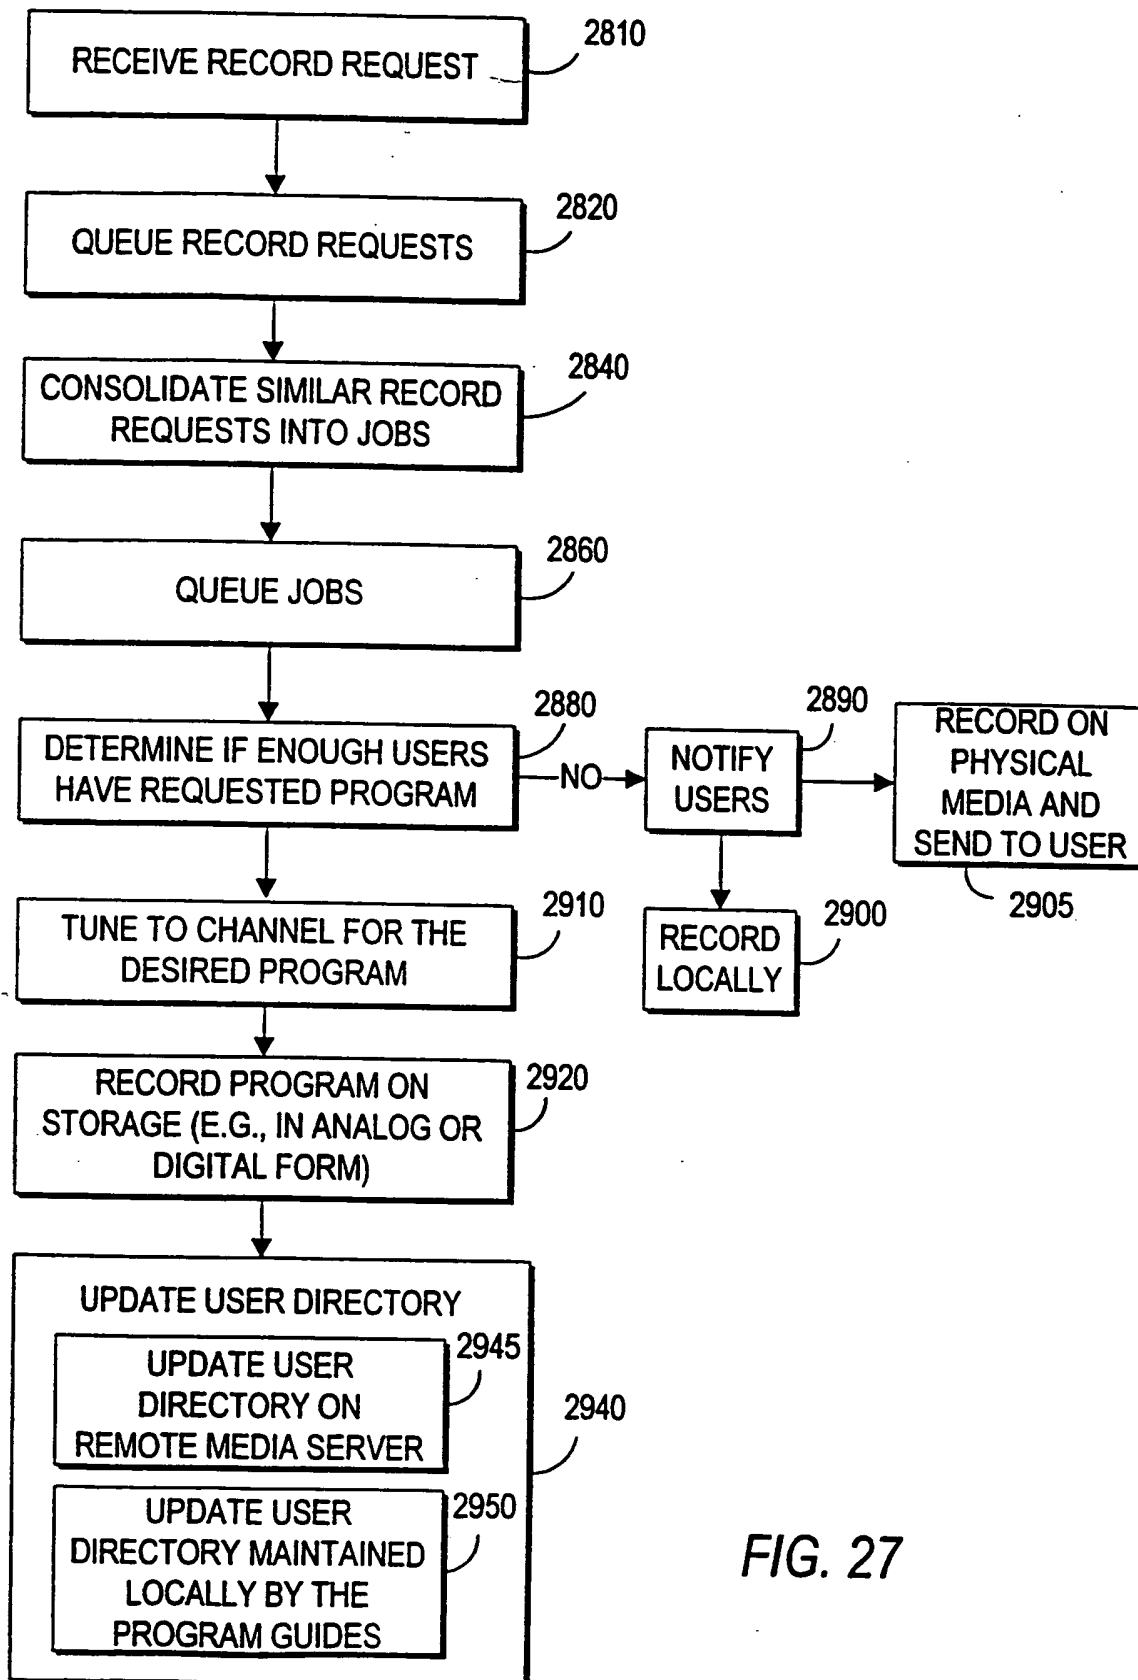 RECEIVE RECORD REQUEST
2810
QUEUE RECORD REQUESTS
2820
CONSOLIDATE SIMILAR RECORD
REQUESTS INTO JOBS
2840
QUEUE JOBS
2860
DETERMINE IF ENOUGH USERS
HAVE REQUESTED PROGRAM
2880
NO
NOTIFY
USERS
2890
RECORD ON
PHYSICAL
MEDIA AND
SEND TO USER
2905
RECORD
LOCALLY
2900
TUNE TO CHANNEL FOR THE
DESIRED PROGRAM
2910
RECORD PROGRAM ON
STORAGE (E.G., IN ANALOG OR
DIGITAL FORM)
2920
UPDATE USER DIRECTORY
2940
UPDATE USER
DIRECTORY ON
REMOTE MEDIA SERVER
2945
UPDATE USER
DIRECTORY MAINTAINED
LOCALLY BY THE
PROGRAM GUIDES
2950
FIG. 27